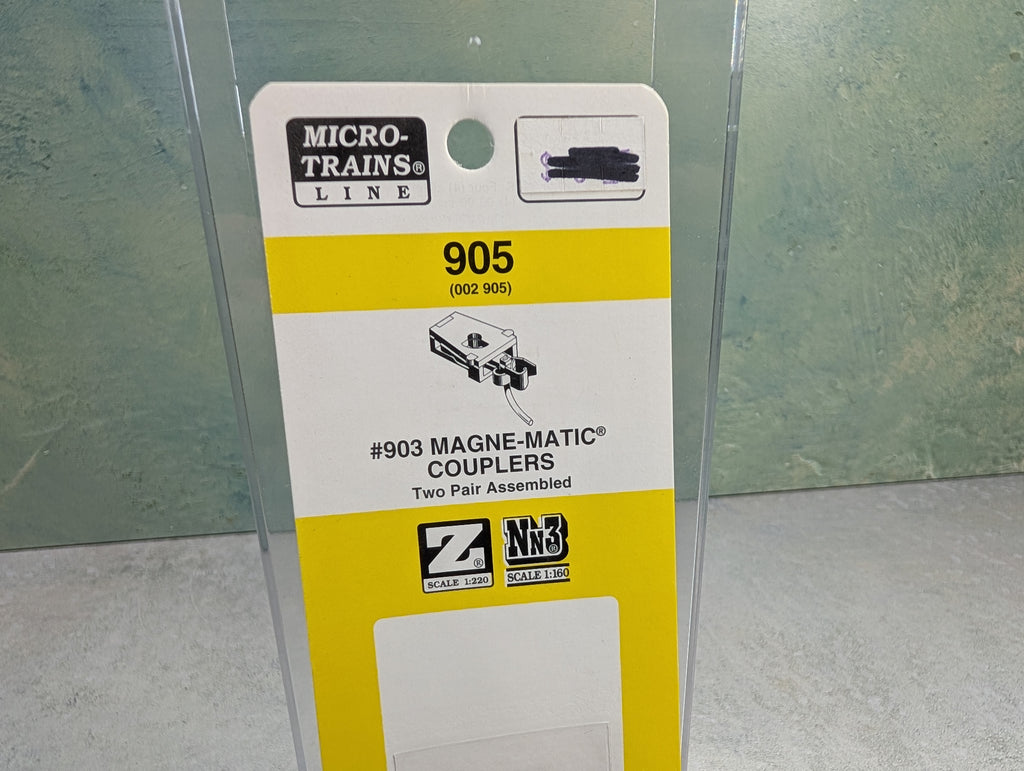 MICRO-
TRAINS®
LINE
905
(002 905)
#903 MAGNE-MATIC®
COUPLERS
Two Pair Assembled
Z®
SCALE 1:220
NN3®
SCALE 1:160